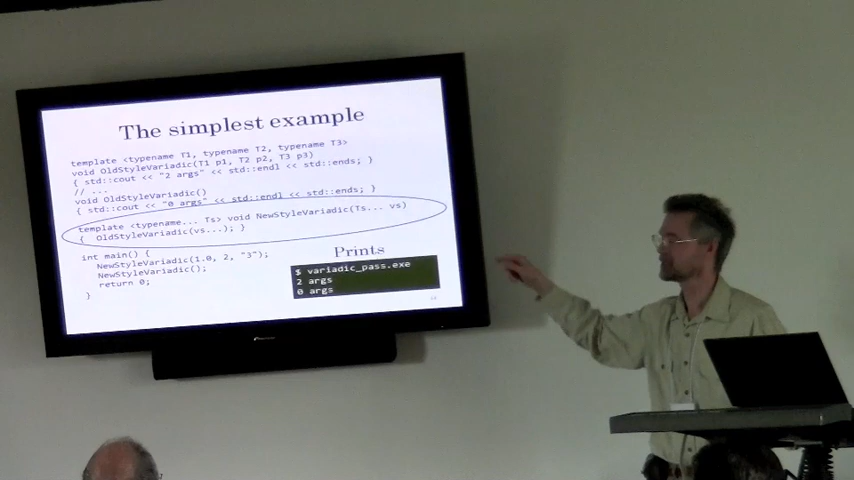 The simplest example
template <typename T1, typename T2, typename T3>
void OldStyleVariadic(T1 p1, T2 p2, T3 p3)
{ std::cout << "2 args" << std::endl << std::ends; }
// ...
void OldStyleVariadic()
{ std::cout << "0 args" << std::endl << std::ends; }
template <typename... Ts> void NewStyleVariadic(Ts... vs)
{ OldStyleVariadic(vs...); }
int main() {
NewStyleVariadic(1.0, 2, "3");
NewStyleVariadic();
return 0;
}
Prints
$ variadic_pass.exe
2 args
0 args